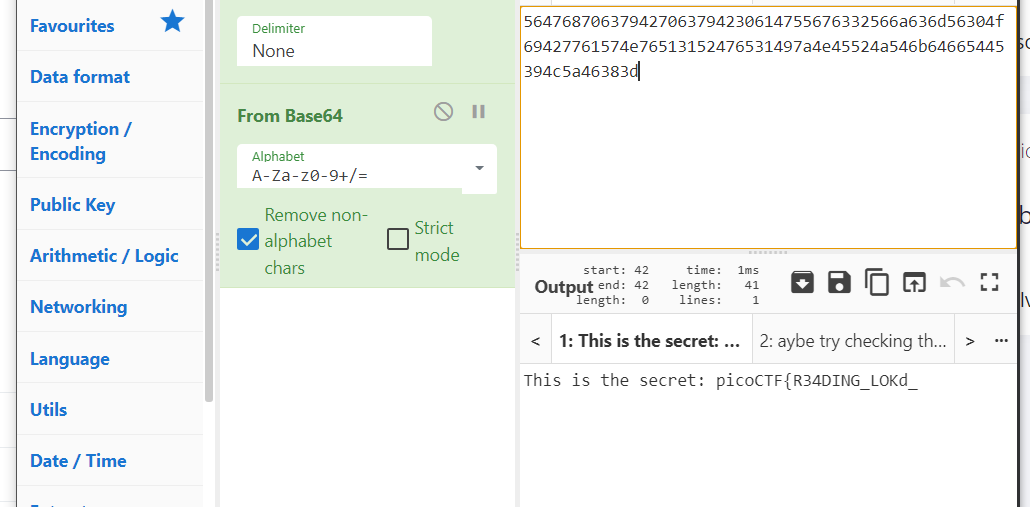 Favourites
Data format
Encryption /
Encoding
Public Key
Arithmetic / Logic
Networking
Language
Utils
Date / Time
Delimiter
None
From Base64
Alphabet
A-Za-z0-9+/=
Remove non-
alphabet
chars
Strict
mode
564768706379427063794230614755676332566a636d56304f
69427761574e76513152476531497a4e45524a546b64665445
394c5a46383d
Output
start: 42
end: 42
length: 0
time: 1ms
length: 41
lines: 1
< 1: This is the secret: ... 2: aybe try checking th... > ...
This is the secret: picoCTF{R34DING_LOKd_